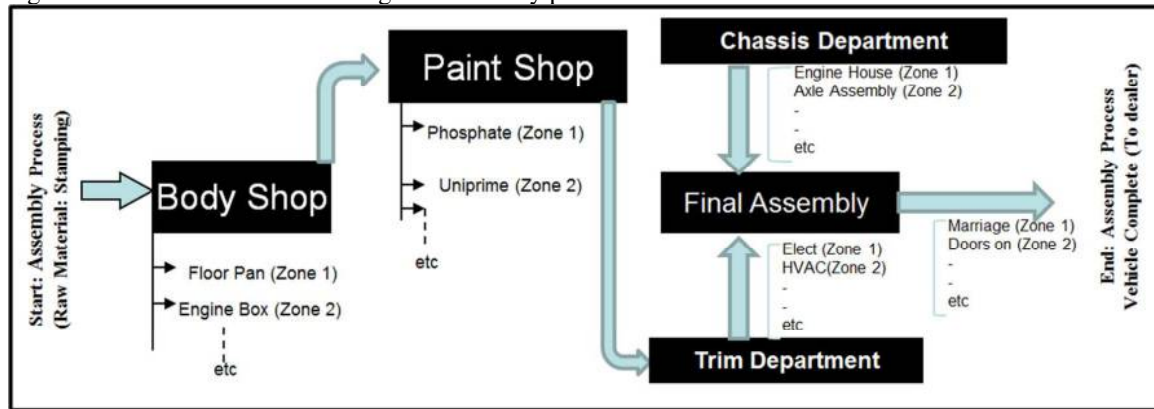 Start: Assembly Process
(Raw Material: Stamping)
Body Shop
Floor Pan (Zone 1)
Engine Box (Zone 2)
etc
Paint Shop
Phosphate (Zone 1)
Uniprime (Zone 2)
etc
Chassis Department
Engine House (Zone 1)
Axle Assembly (Zone 2)
-
-
etc
Final Assembly
Marriage (Zone 1)
Doors on (Zone 2)
-
-
etc
Elect (Zone 1)
HVAC(Zone 2)
-
-
etc
Trim Department
End: Assembly Process
Vehicle Complete (To dealer)